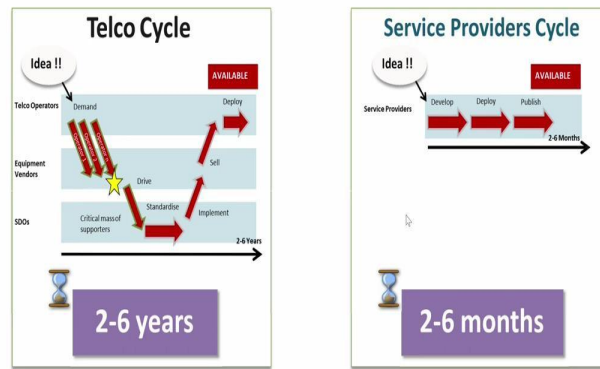 Telco Cycle
Idea !!
AVAILABLE
Telco Operators
Demand
Deploy
Equipment
Vendors
Drive
Sell
SDOs
Critical mass of
supporters
Standardise
Implement
2-6 Years
2-6 years
Service Providers Cycle
Idea !!
AVAILABLE
Service Providers
Develop
Deploy
Publish
2-6 Months
2-6 months